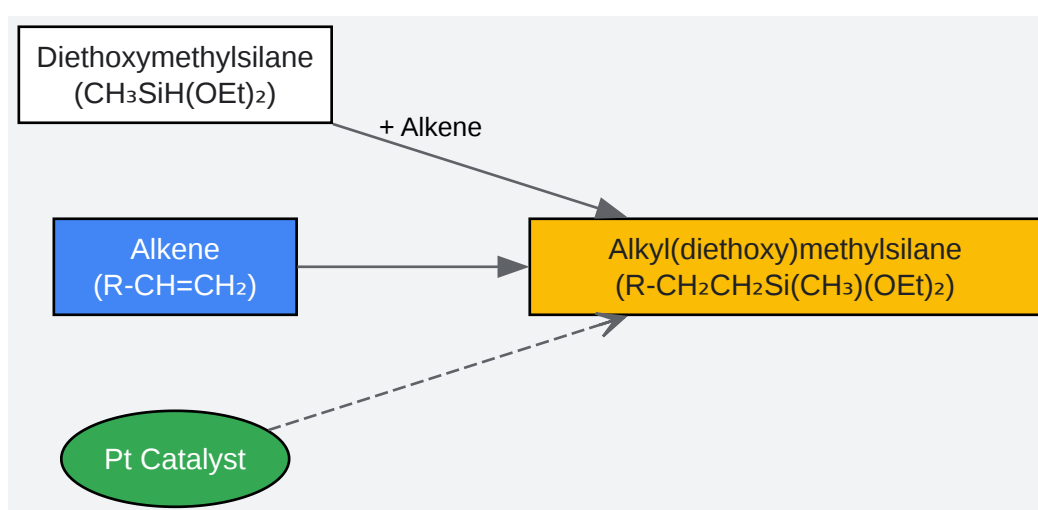 Diethoxymethylsilane
(CH₃SiH(OEt)₂)
+ Alkene
Alkene
(R-CH=CH₂)
Alkyl(diethoxy)methylsilane
(R-CH₂CH₂Si(CH₃)(OEt)₂)
Pt Catalyst